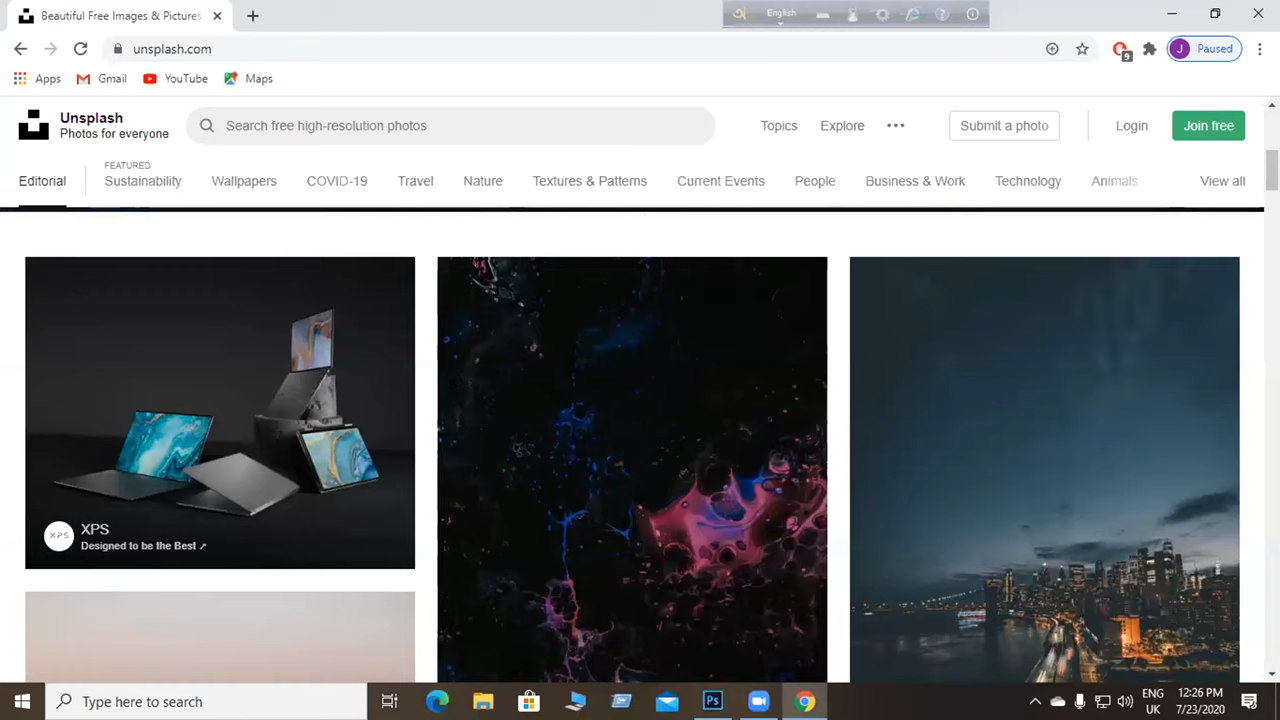 Beautiful Free Images & Pictures
English
unsplash.com
9
J
Paused
Apps
Gmail
YouTube
Maps
Unsplash
Photos for everyone
Search free high-resolution photos
Topics
Explore
Submit a photo
Login
Join free
Editorial
FEATURED
Sustainability
Wallpapers
COVID-19
Travel
Nature
Textures & Patterns
Current Events
People
Business & Work
Technology
Animals
View all
XPS
XPS
Designed to be the Best ↗
Type here to search
Ps
ENG
UK
12:26 PM
7/23/2020